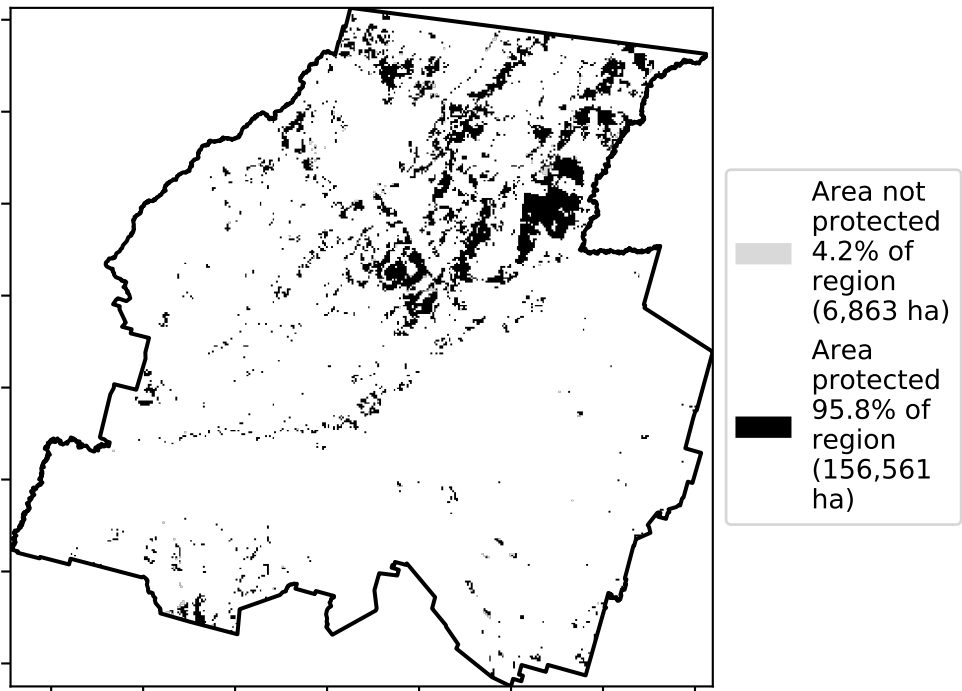 Area not
protected
4.2% of
region
(6,863 ha)
Area
protected
95.8% of
region
(156,561
ha)